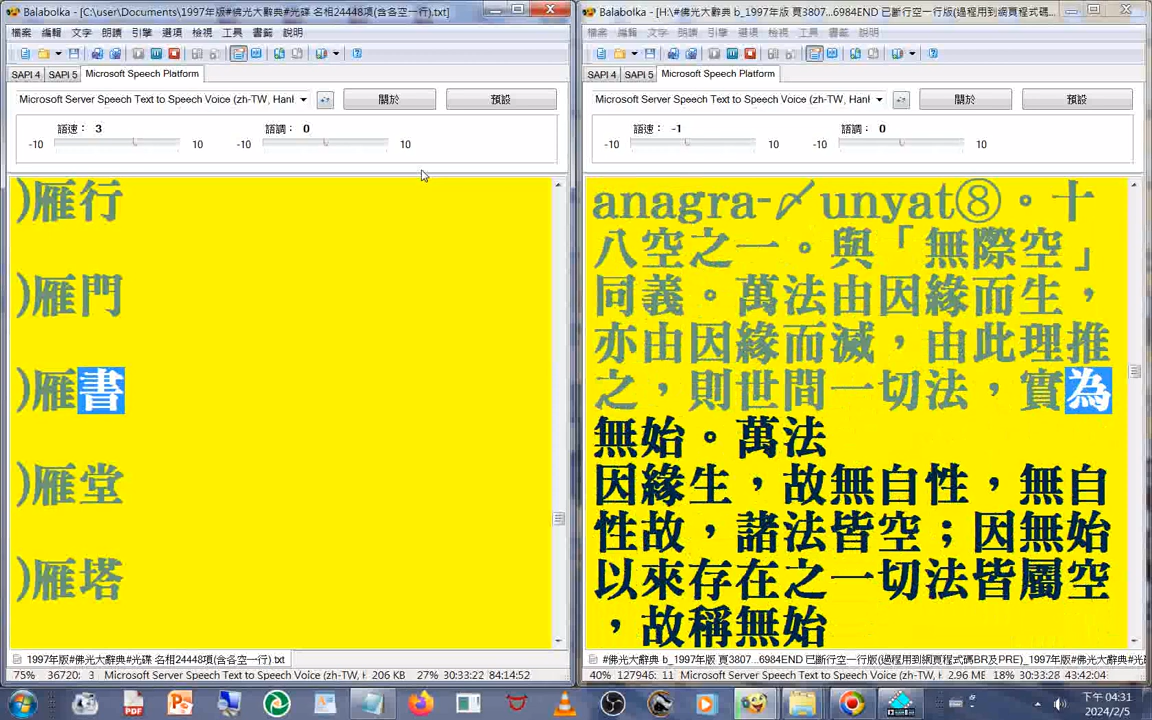 Balabolka - [C:\user\Documents\1997年版#佛光大辭典#光碟 名相24448項(含各空一行).txt]
檔案 編輯 文字 朗讀 引擎 選項 檢視 工具 書籤 說明
SAPI 4 SAPI 5 Microsoft Speech Platform
Microsoft Server Speech Text to Speech Voice (zh-TW, Hanl
關於
預設
語速： 3
語調： 0
-10 10 -10 10
)雁行
)雁門
)雁書
)雁堂
)雁塔
1997年版#佛光大辭典#光碟 名相24448項(含各空一行).txt
75% 36720: 3 Microsoft Server Speech Text to Speech Voice (zh-TW, H 206 KB 27% 30:33:22 84:14:52
Balabolka - [H:\#佛光大辭典 b_1997年版 頁3807...6984END 已斷行空一行版(過程用到網頁程式碼...
檔案 編輯 文字 朗讀 引擎 選項 檢視 工具 書籤 說明
SAPI 4 SAPI 5 Microsoft Speech Platform
Microsoft Server Speech Text to Speech Voice (zh-TW, Hanl
關於
預設
語速： -1
語調： 0
-10 10 -10 10
anagra-〆unyat⑧。十
八空之一。與「無際空」
同義。萬法由因緣而生，
亦由因緣而滅，由此理推
之，則世間一切法，實為
無始。萬法
因緣生，故無自性，無自
性故，諸法皆空；因無始
以來存在之一切法皆屬空
，故稱無始
#佛光大辭典 b_1997年版 頁3807...6984END 已斷行空一行版(過程用到網頁程式碼BR及PRE)_1997年版#光
40% 127946: 11 Microsoft Server Speech Text to Speech Voice (zh-TW, H 2.96 ME 18% 30:33:28 43:42:04
PDF
下午 04:31
2024/2/5